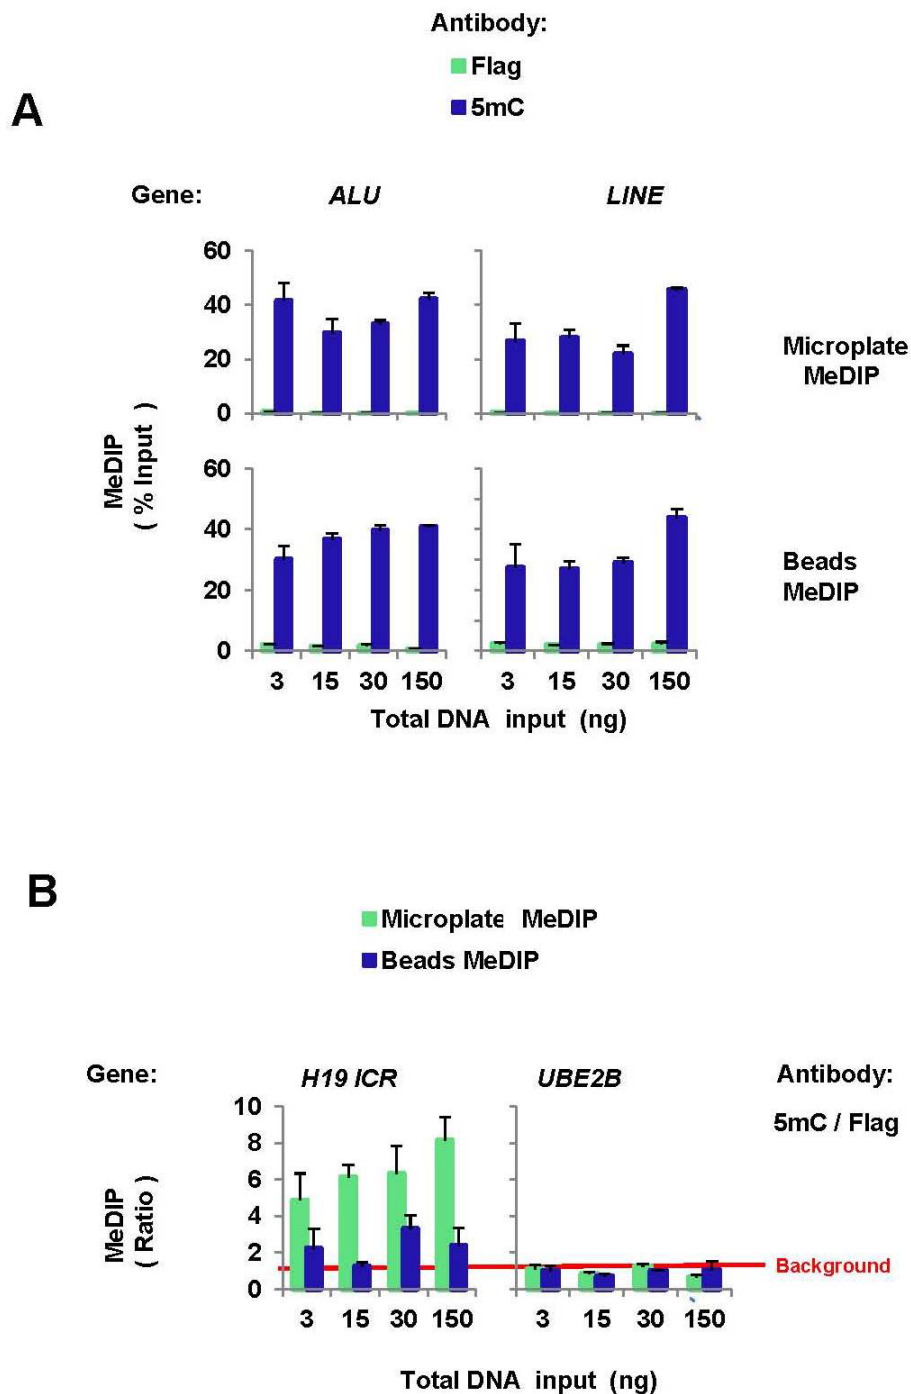 Antibody:
Flag
5mC
A
Gene: ALU LINE
60
40
20
0
Microplate
MeDIP
MeDIP
( % Input )
60
40
20
0
Beads
MeDIP
3 15 30 150 3 15 30 150
Total DNA input (ng)
B
Microplate MeDIP
Beads MeDIP
Gene: H19 ICR UBE2B Antibody:
5mC / Flag
10
8
6
4
2
0
MeDIP
( Ratio )
Background
3 15 30 150 3 15 30 150
Total DNA input (ng)